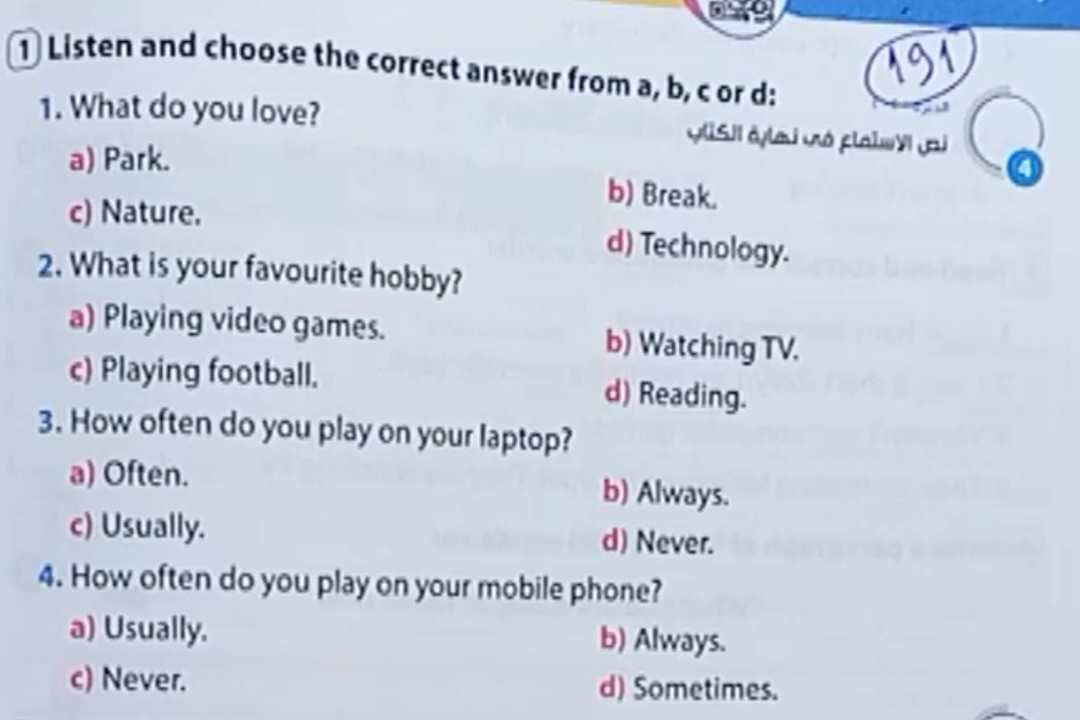 1 Listen and choose the correct answer from a, b, c or d:
191
نص الاستماع فى نهاية الكتاب
4
1. What do you love?
a) Park.
b) Break.
c) Nature.
d) Technology.
2. What is your favourite hobby?
a) Playing video games.
b) Watching TV.
c) Playing football.
d) Reading.
3. How often do you play on your laptop?
a) Often.
b) Always.
c) Usually.
d) Never.
4. How often do you play on your mobile phone?
a) Usually.
b) Always.
c) Never.
d) Sometimes.